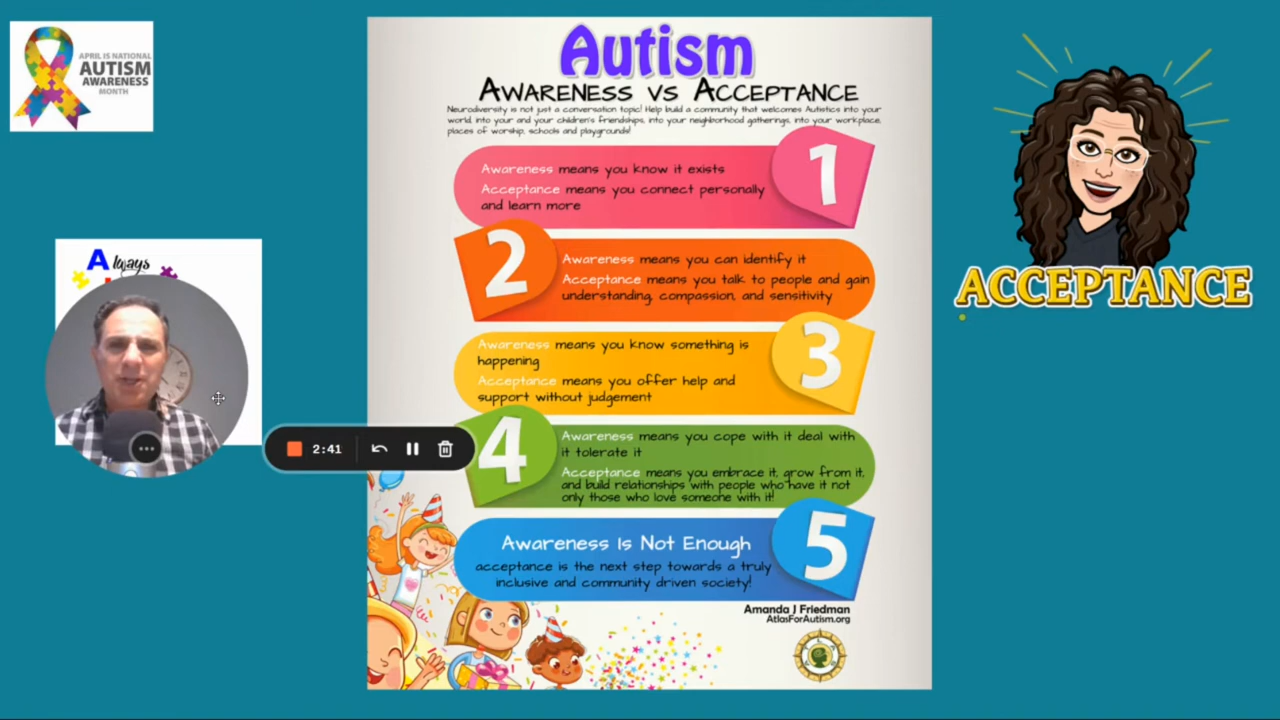 APRIL IS NATIONAL
AUTISM
AWARENESS
MONTH
Always
2:41
Autism
AWARENESS VS ACCEPTANCE
Neurodiversity is not just a conversation topic! Help build a community that welcomes Autistics into your
world, into your and your children's friendships, into your neighborhood gatherings, into your workplace,
places of worship, schools and playgrounds!
1
Awareness means you know it exists
Acceptance means you connect personally
and learn more
2
Awareness means you can identify it
Acceptance means you talk to people and gain
understanding, compassion, and sensitivity
3
Awareness means you know something is
happening
Acceptance means you offer help and
support without judgement
4
Awareness means you cope with it deal with
it tolerate it
Acceptance means you embrace it, grow from it,
and build relationships with people who have it not
only those who love someone with it!
5
Awareness Is Not Enough
acceptance is the next step towards a truly
inclusive and community driven society!
Amanda J Friedman
AtlasForAutism.org
ACCEPTANCE